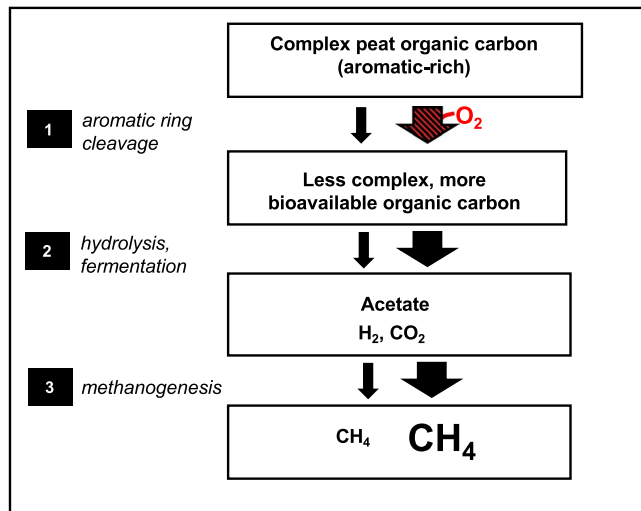 Complex peat organic carbon
(aromatic-rich)
1
aromatic ring
cleavage
O₂
Less complex, more
bioavailable organic carbon
2
hydrolysis,
fermentation
Acetate
H₂, CO₂
3
methanogenesis
CH₄ CH₄